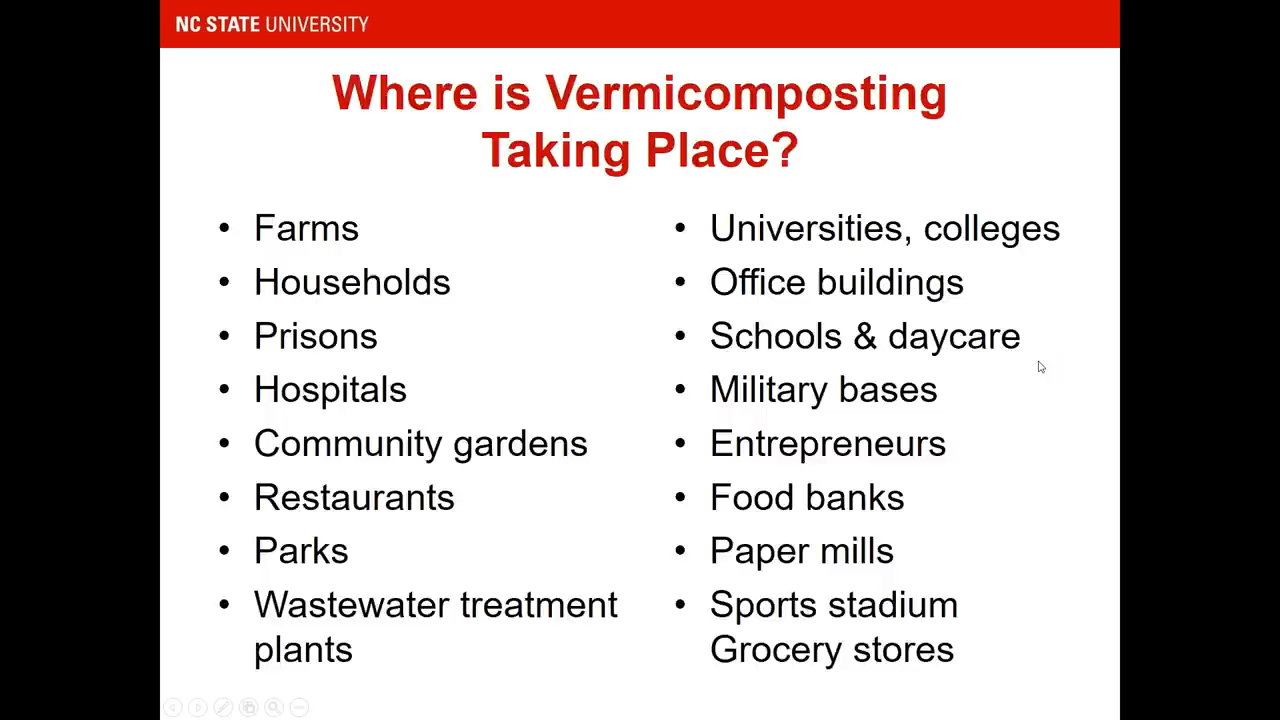 NC STATE UNIVERSITY
Where is Vermicomposting
Taking Place?
• Farms
• Households
• Prisons
• Hospitals
• Community gardens
• Restaurants
• Parks
• Wastewater treatment
plants
• Universities, colleges
• Office buildings
• Schools & daycare
• Military bases
• Entrepreneurs
• Food banks
• Paper mills
• Sports stadium
Grocery stores